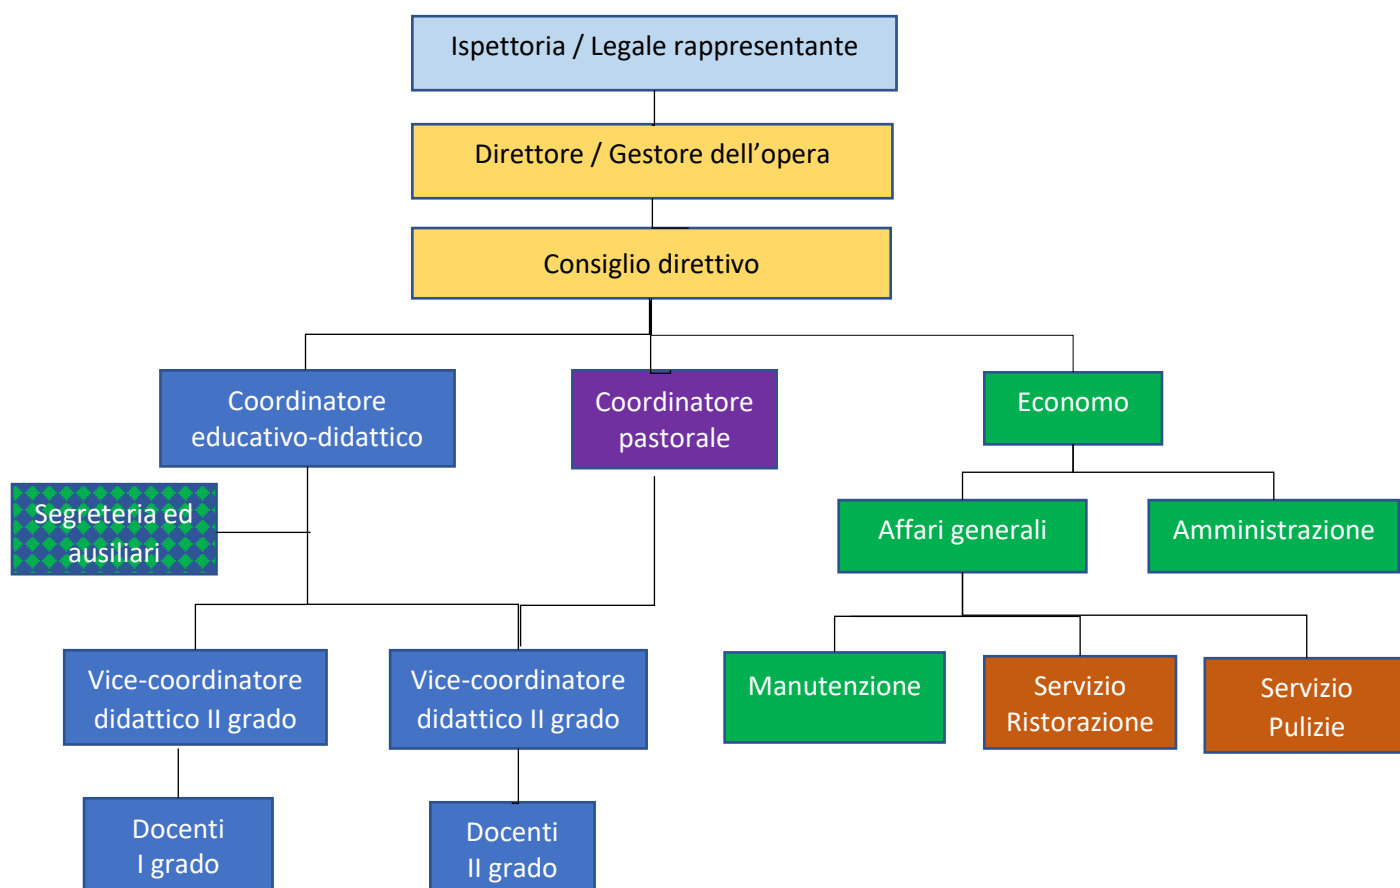 Ispettoria / Legale rappresentante
Direttore / Gestore dell’opera
Consiglio direttivo
Coordinatore
educativo-didattico
Coordinatore
pastorale
Economo
Segreteria ed
ausiliari
Affari generali
Amministrazione
Vice-coordinatore
didattico II grado
Vice-coordinatore
didattico II grado
Manutenzione
Servizio
Ristorazione
Servizio
Pulizie
Docenti
I grado
Docenti
II grado